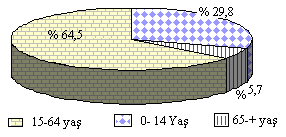 % 29,8
% 64,5
% 5,7
15-64 yaş
0- 14 Yaş
65-+ yaş